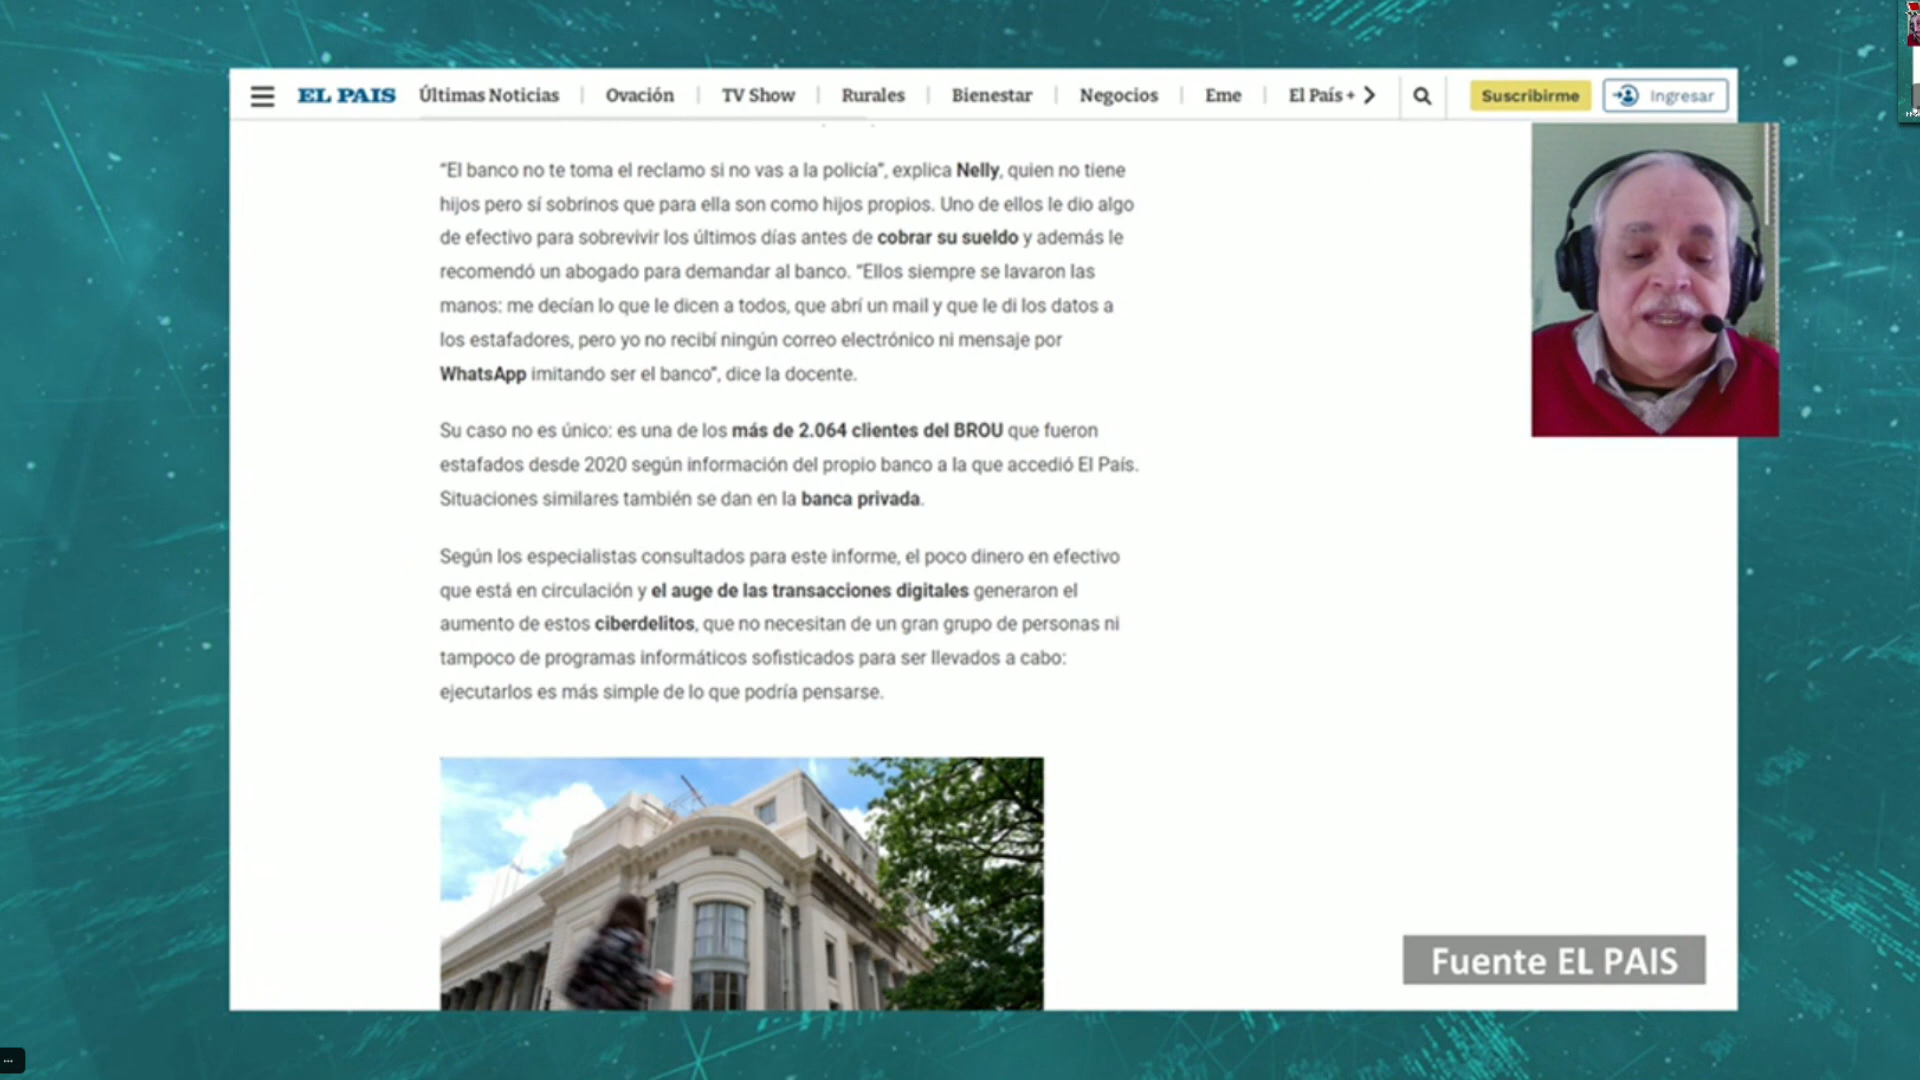 EL PAIS Últimas Noticias Ovación TV Show Rurales Bienestar Negocios Eme El País + Suscribirme Ingresar
“El banco no te toma el reclamo si no vas a la policía”, explica Nelly, quien no tiene
hijos pero sí sobrinos que para ella son como hijos propios. Uno de ellos le dio algo
de efectivo para sobrevivir los últimos días antes de cobrar su sueldo y además le
recomendó un abogado para demandar al banco. “Ellos siempre se lavaron las
manos: me decían lo que le dicen a todos, que abrí un mail y que le di los datos a
los estafadores, pero yo no recibí ningún correo electrónico ni mensaje por
WhatsApp imitando ser el banco”, dice la docente.
Su caso no es único: es una de los más de 2.064 clientes del BROU que fueron
estafados desde 2020 según información del propio banco a la que accedió El País.
Situaciones similares también se dan en la banca privada.
Según los especialistas consultados para este informe, el poco dinero en efectivo
que está en circulación y el auge de las transacciones digitales generaron el
aumento de estos ciberdelitos, que no necesitan de un gran grupo de personas ni
tampoco de programas informáticos sofisticados para ser llevados a cabo:
ejecutarlos es más simple de lo que podría pensarse.
Fuente EL PAIS